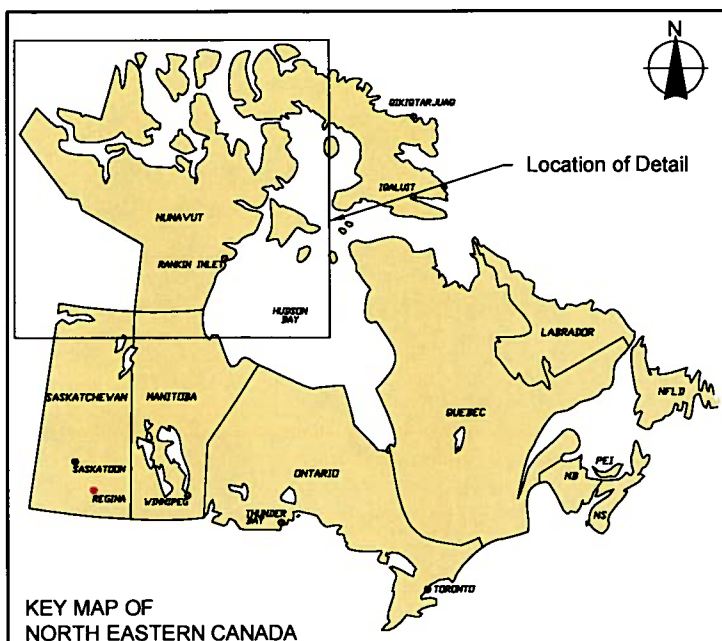 N
QIKIQTARJUAQ
Location of Detail
IQALUIT
NUNAVUT
RANKIN INLET
HUDSON
BAY
LABRADOR
SASKATCHEWAN
MANITOBA
NFLD
QUEBEC
ONTARIO
PEI
NB
NS
SASKATOON
REGINA
WINNIPEG
THUNDER
BAY
TORONTO
KEY MAP OF
NORTH EASTERN CANADA